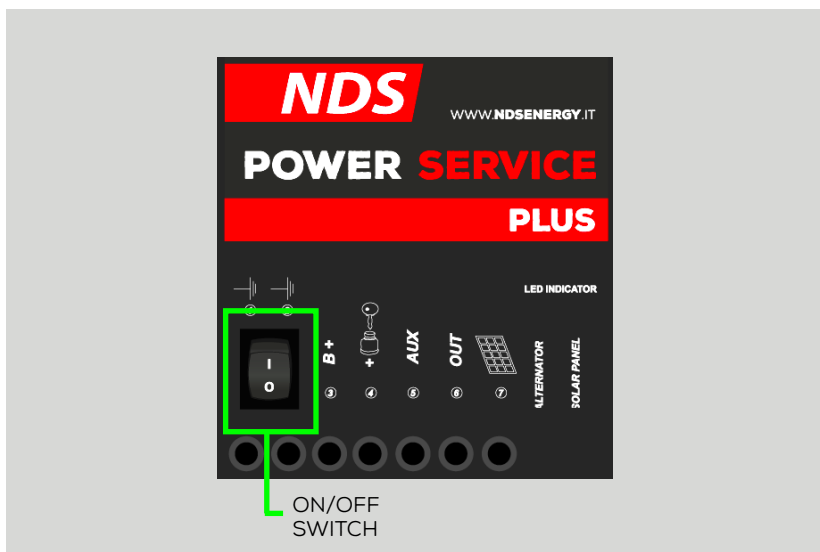 NDS
WWW.NDSENERGY.IT
POWER SERVICE
PLUS
LED INDICATOR
B +
+
AUX
OUT
ALTERNATOR
SOLAR PANEL
I
O
③ ④ ⑤ ⑥ ⑦
ON/OFF
SWITCH